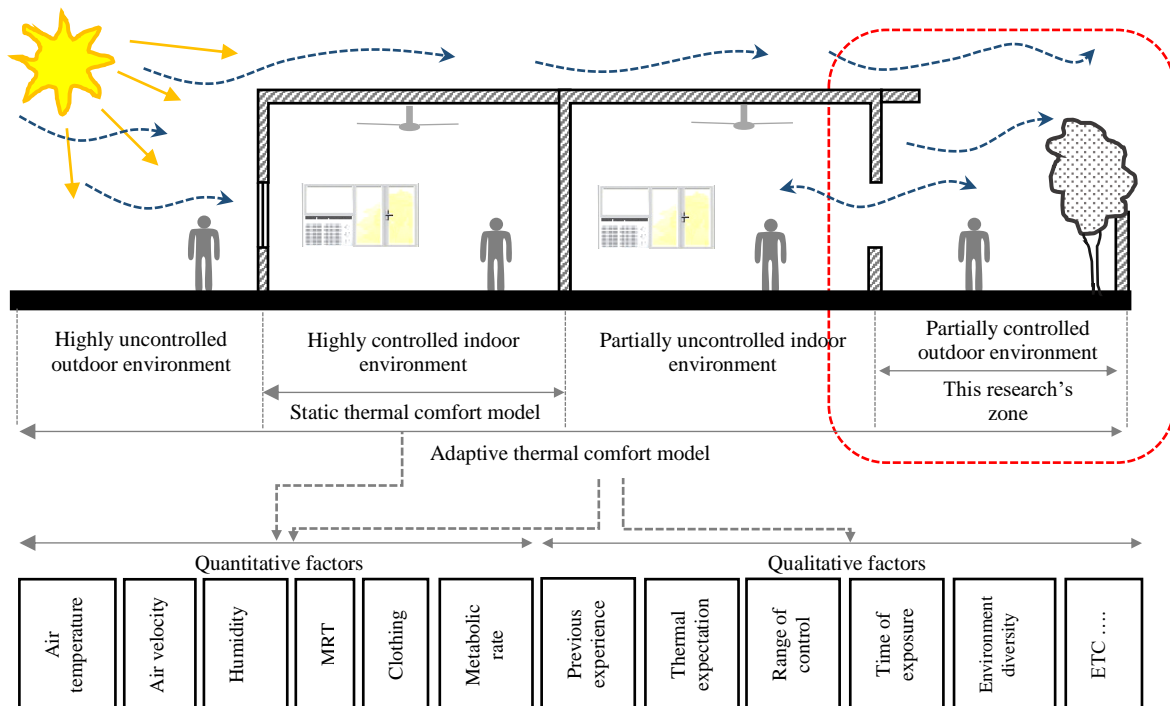 Highly uncontrolled
outdoor environment
Highly controlled indoor
environment
Partially uncontrolled indoor
environment
Partially controlled
outdoor environment
This research's
zone
Static thermal comfort model
Adaptive thermal comfort model
Quantitative factors
Qualitative factors
Air
temperature
Air velocity
Humidity
MRT
Clothing
Metabolic
rate
Previous
experience
Thermal
expectation
Range of
control
Time of
exposure
Environment
diversity
ETC .....